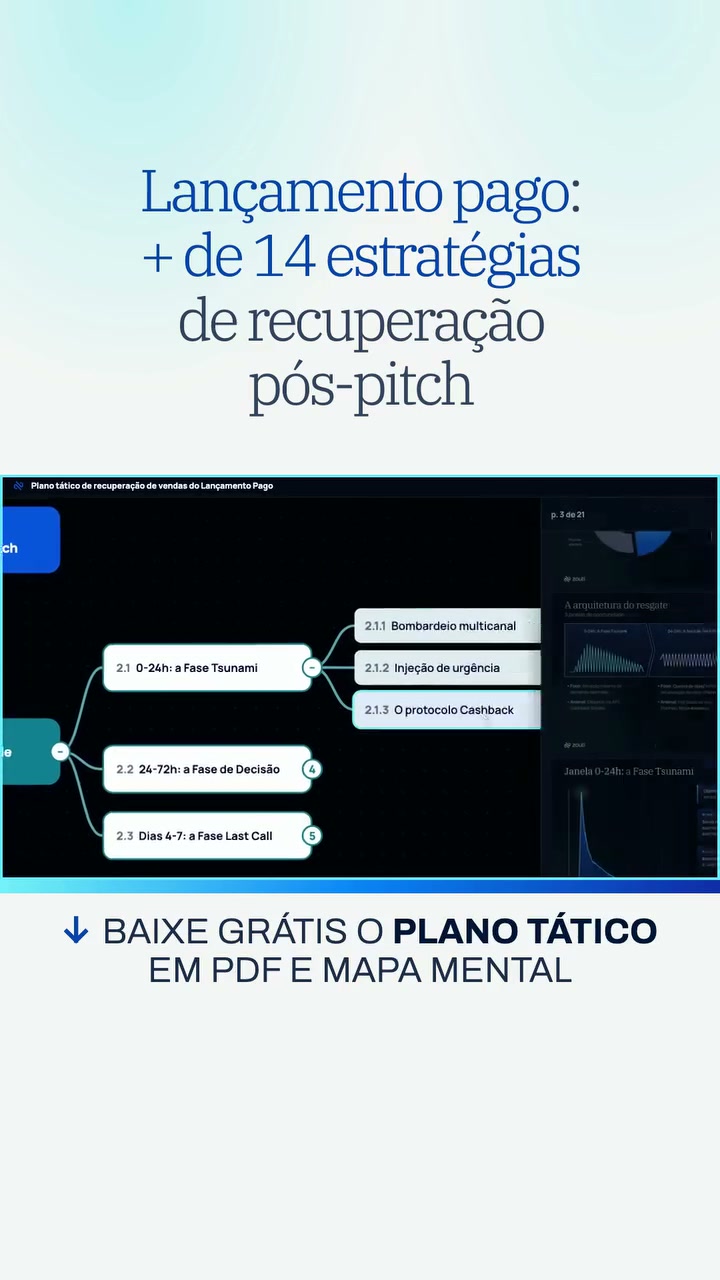 Lançamento pago:
+ de 14 estratégias
de recuperação
pós-pitch
Plano tático de recuperação de vendas do Lançamento Pago
p. 3 de 21
ch
zouti
A arquitetura do resgate
2.1.1 Bombardeio multicanal
2.1 0-24h: a Fase Tsunami
2.1.2 Injeção de urgência
2.1.3 O protocolo Cashback
e
zouti
2.2 24-72h: a Fase de Decisão 4
Janela 0-24h: a Fase Tsunami
2.3 Dias 4-7: a Fase Last Call 5
↓ BAIXE GRÁTIS O PLANO TÁTICO
EM PDF E MAPA MENTAL